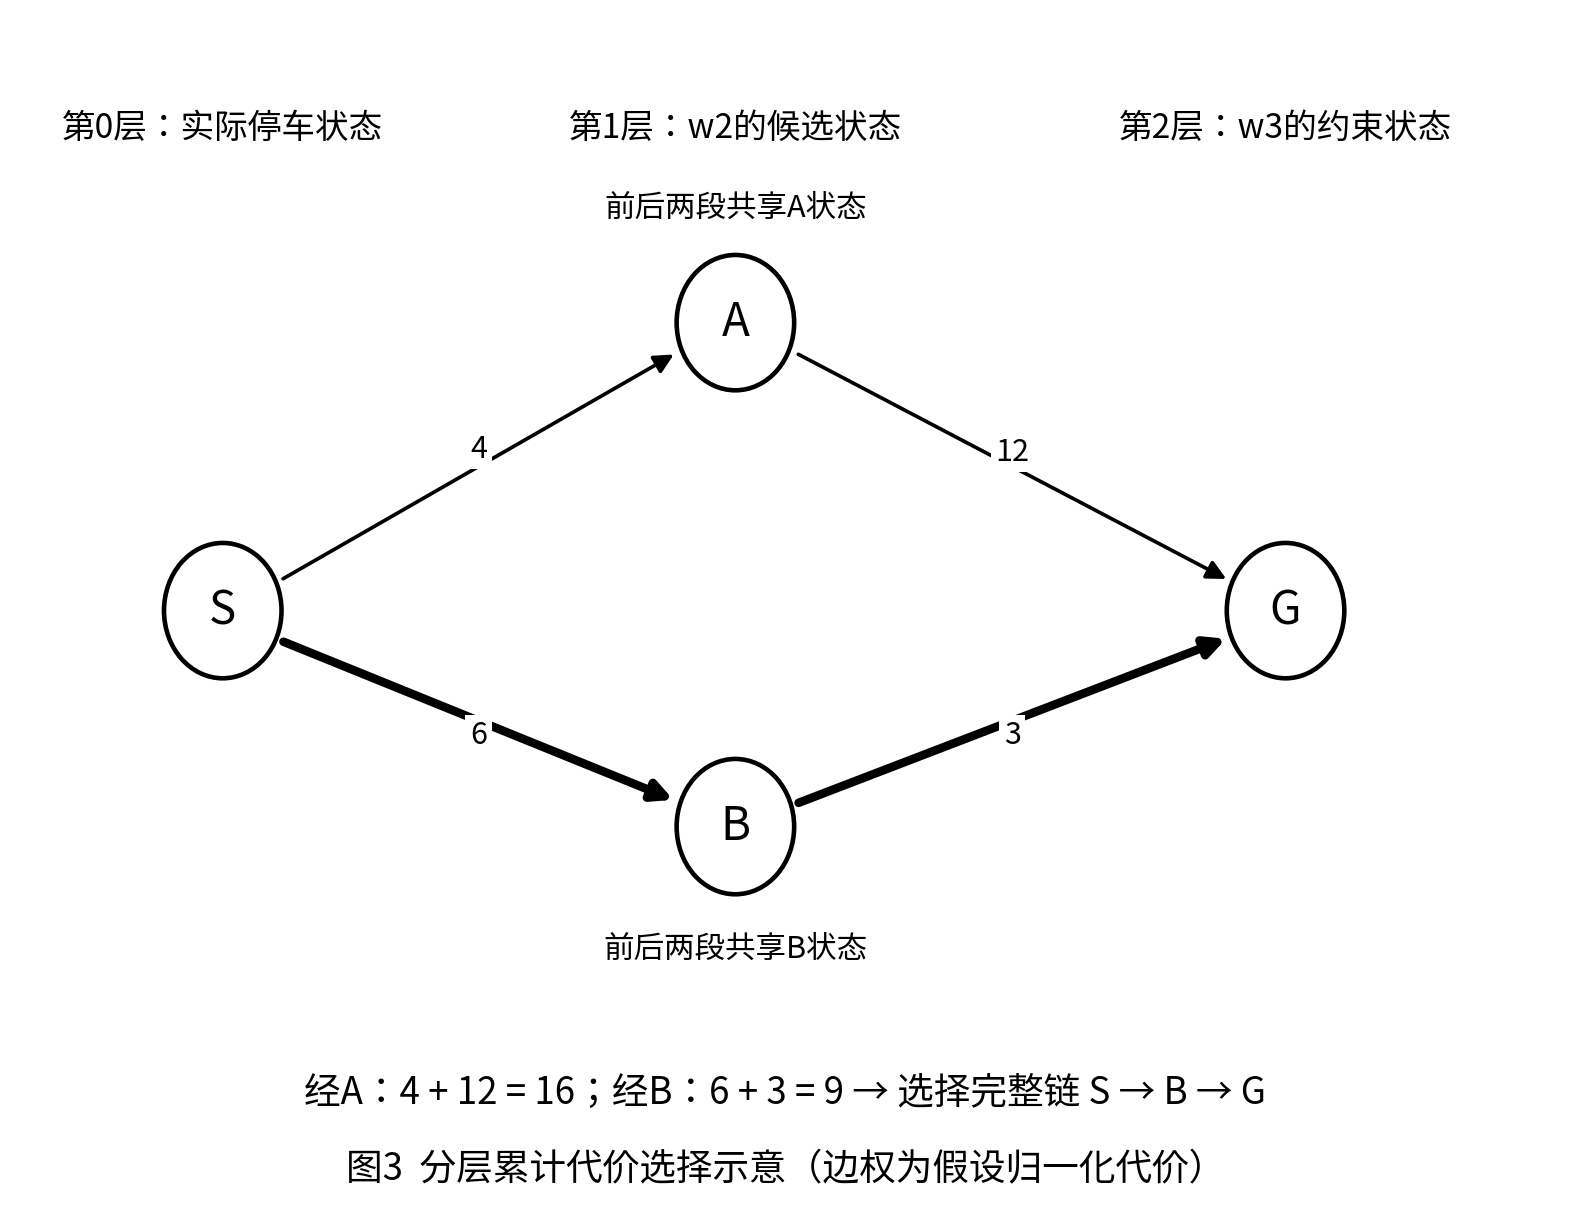 第0层：实际停车状态
第1层：w2的候选状态
第2层：w3的约束状态
前后两段共享A状态
A
4
12
S
G
6
3
B
前后两段共享B状态
经A：4 + 12 = 16；经B：6 + 3 = 9 → 选择完整链 S → B → G
图3 分层累计代价选择示意（边权为假设归一化代价）